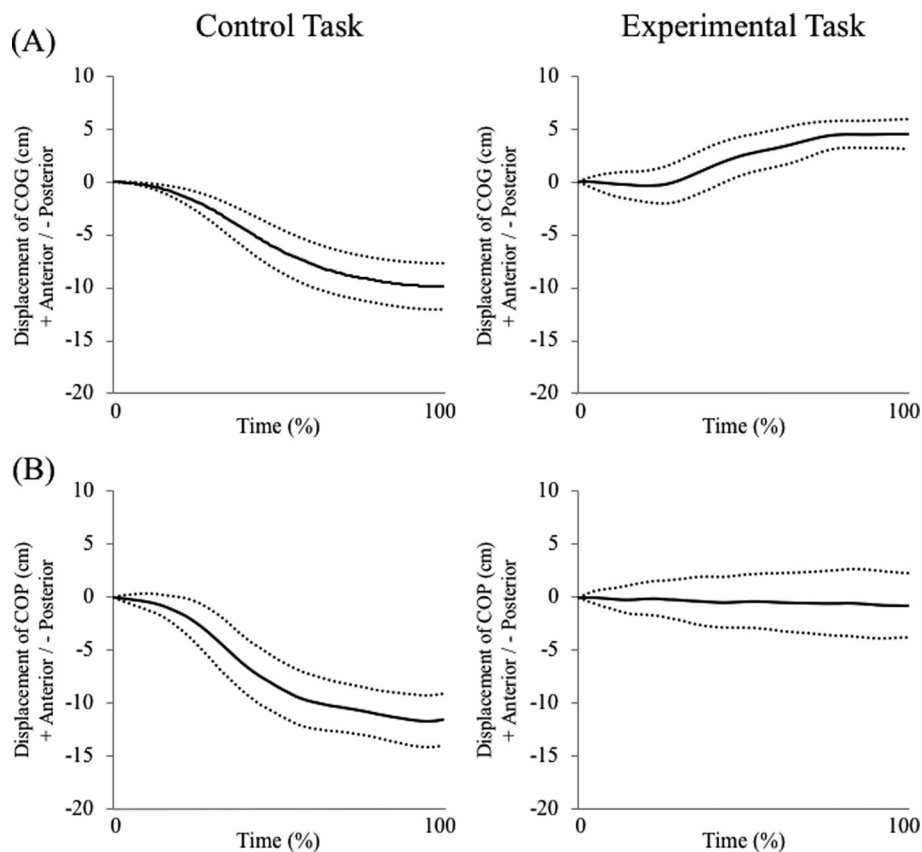 Control Task
Experimental Task
(A)
10
5
0
-5
-10
-15
-20
Displacement of COG (cm)
+ Anterior / - Posterior
0
100
Time (%)
10
5
0
-5
-10
-15
-20
Displacement of COG (cm)
+ Anterior / - Posterior
0
100
Time (%)
(B)
10
5
0
-5
-10
-15
-20
Displacement of COP (cm)
+ Anterior / - Posterior
0
100
Time (%)
10
5
0
-5
-10
-15
-20
Displacement of COP (cm)
+ Anterior / - Posterior
0
100
Time (%)